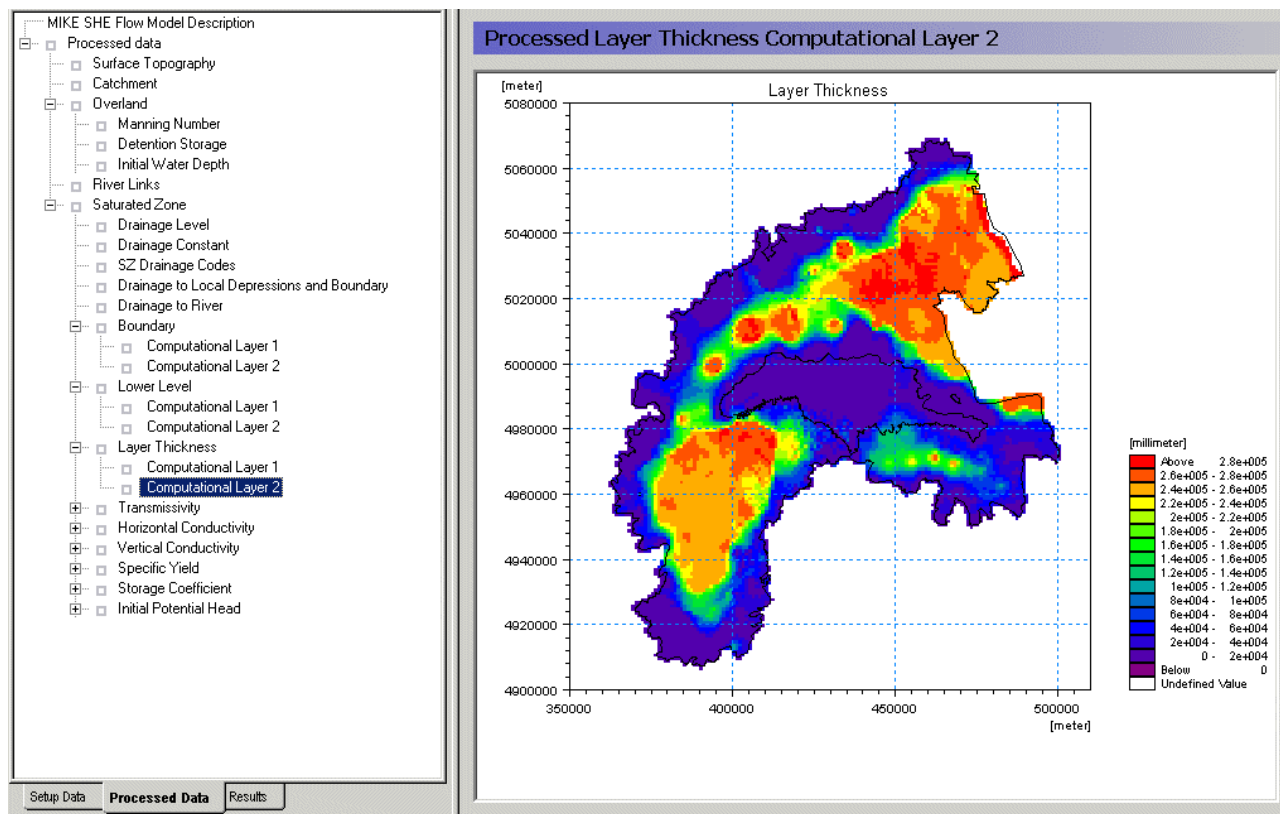 MIKE SHE Flow Model Description
Processed data
Surface Topography
Catchment
Overland
Manning Number
Detention Storage
Initial Water Depth
River Links
Saturated Zone
Drainage Level
Drainage Constant
SZ Drainage Codes
Drainage to Local Depressions and Boundary
Drainage to River
Boundary
Computational Layer 1
Computational Layer 2
Lower Level
Computational Layer 1
Computational Layer 2
Layer Thickness
Computational Layer 1
Computational Layer 2
Transmissivity
Horizontal Conductivity
Vertical Conductivity
Specific Yield
Storage Coefficient
Initial Potential Head
Setup Data Processed Data Results
Processed Layer Thickness Computational Layer 2
[meter]
Layer Thickness
5080000
5060000
5040000
5020000
5000000
4980000
4960000
4940000
4920000
4900000
350000 400000 450000 500000
[meter]
[millimeter]
Above 2.8e+005
2.6e+005 - 2.8e+005
2.4e+005 - 2.6e+005
2.2e+005 - 2.4e+005
2e+005 - 2.2e+005
1.8e+005 - 2e+005
1.6e+005 - 1.8e+005
1.4e+005 - 1.6e+005
1.2e+005 - 1.4e+005
1e+005 - 1.2e+005
8e+004 - 1e+005
6e+004 - 8e+004
4e+004 - 6e+004
2e+004 - 4e+004
0 - 2e+004
Below 0
Undefined Value